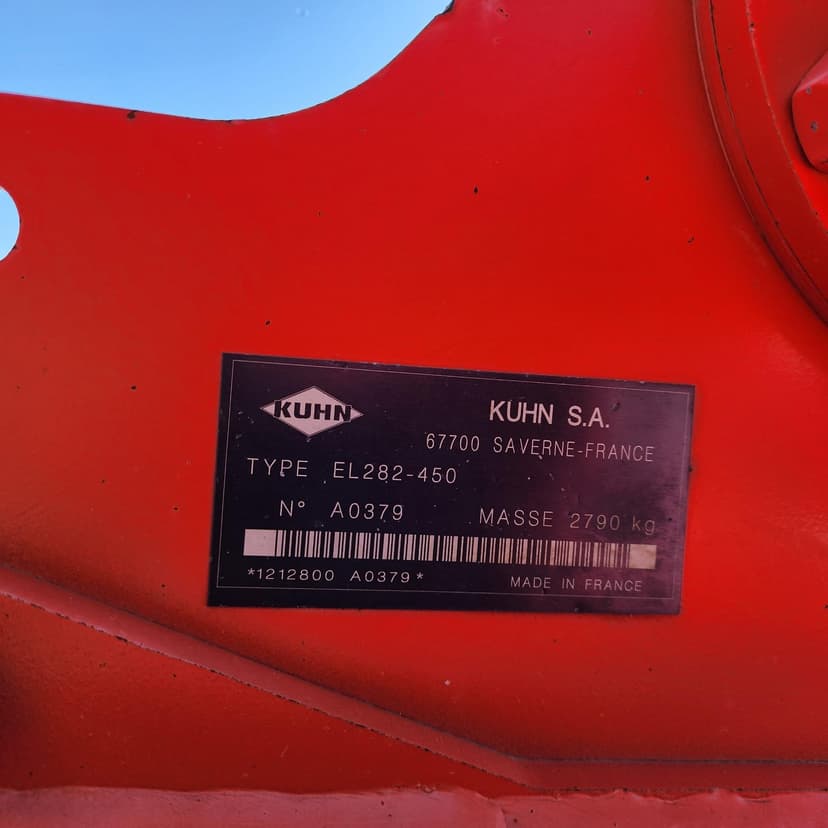 KUHN
KUHN S.A.
67700 SAVERNE-FRANCE
TYPE EL282-450
N° A0379 MASSE 2790 kg
*1212800 A0379*
MADE IN FRANCE